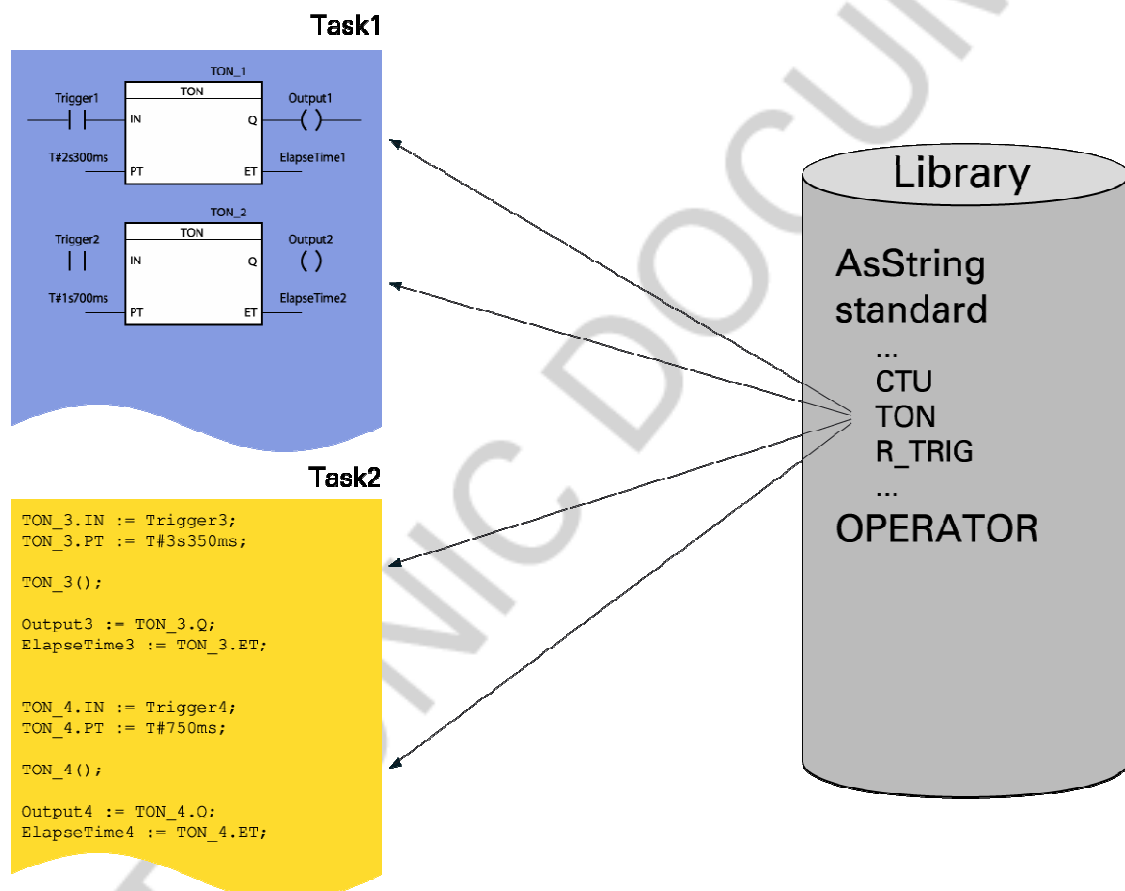 Task1
TON_1
TON
Trigger1
Output1
IN
Q
T#2s300ms
ElapseTime1
PT
ET
TON_2
TON
Trigger2
Output2
IN
Q
T#1s700ms
ElapseTime2
PT
ET
Task2
TON_3.IN := Trigger3;
TON_3.PT := T#3s350ms;
TON_3();
Output3 := TON_3.Q;
ElapseTime3 := TON_3.ET;
TON_4.IN := Trigger4;
TON_4.PT := T#750ms;
TON_4();
Output4 := TON_4.Q;
ElapseTime4 := TON_4.ET;
Library
AsString
standard
...
CTU
TON
R_TRIG
...
OPERATOR
NIC DOCUM